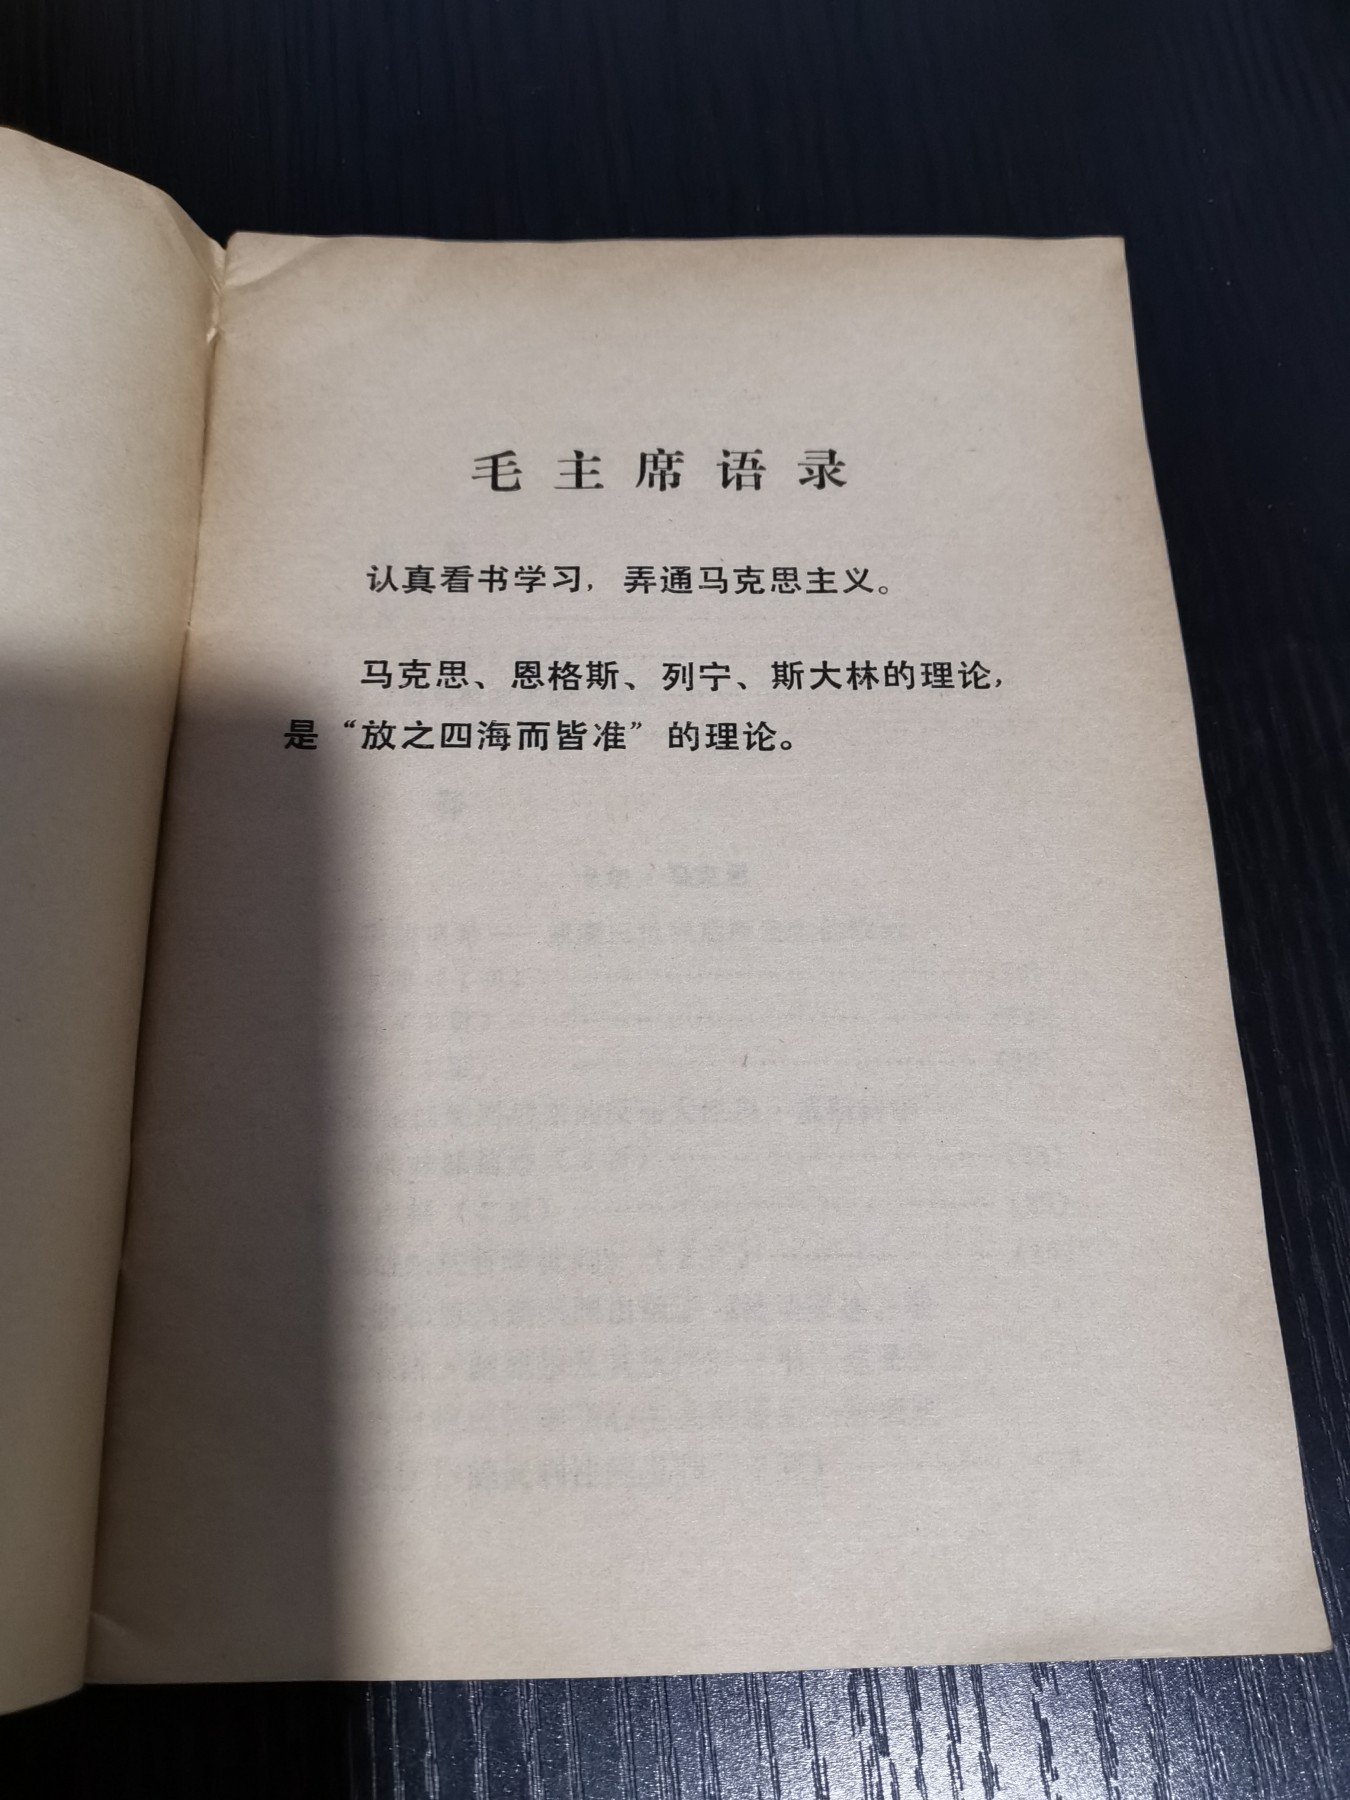 毛主席语录
认真看书学习，弄通马克思主义。
马克思、恩格斯、列宁、斯大林的理论，
是“放之四海而皆准”的理论。